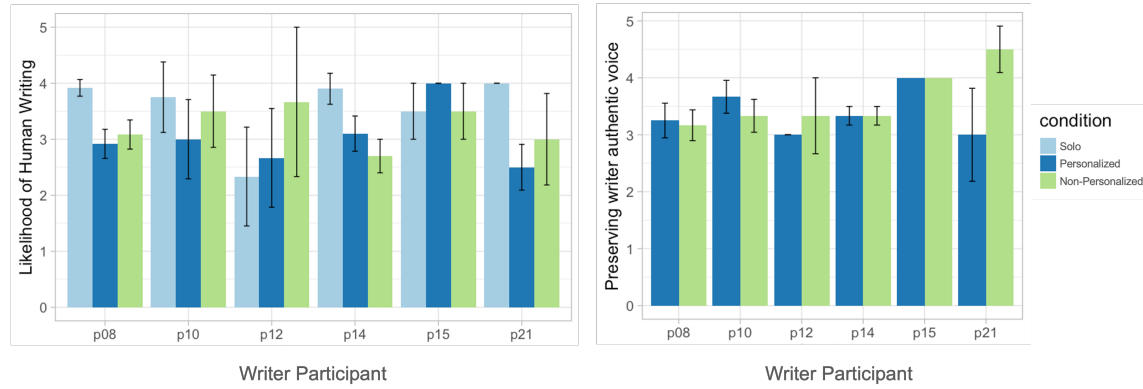 Likelihood of Human Writing
5
4
3
2
1
0
p08 p10 p12 p14 p15 p21
Writer Participant
Preserving writer authentic voice
5
4
3
2
1
0
p08 p10 p12 p14 p15 p21
Writer Participant
condition
Solo
Personalized
Non-Personalized